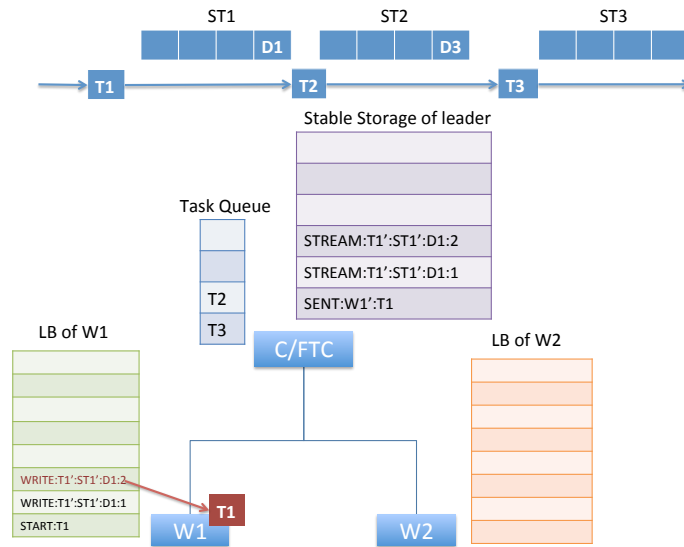 ST1
ST2
ST3
D1
D3
T1
T2
T3
Stable Storage of leader
Task Queue
STREAM:T1':ST1':D1:2
STREAM:T1':ST1':D1:1
SENT:W1':T1
T2
T3
LB of W1
C/FTC
LB of W2
WRITE:T1':ST1':D1:2
WRITE:T1':ST1':D1:1
START:T1
T1
W1
W2